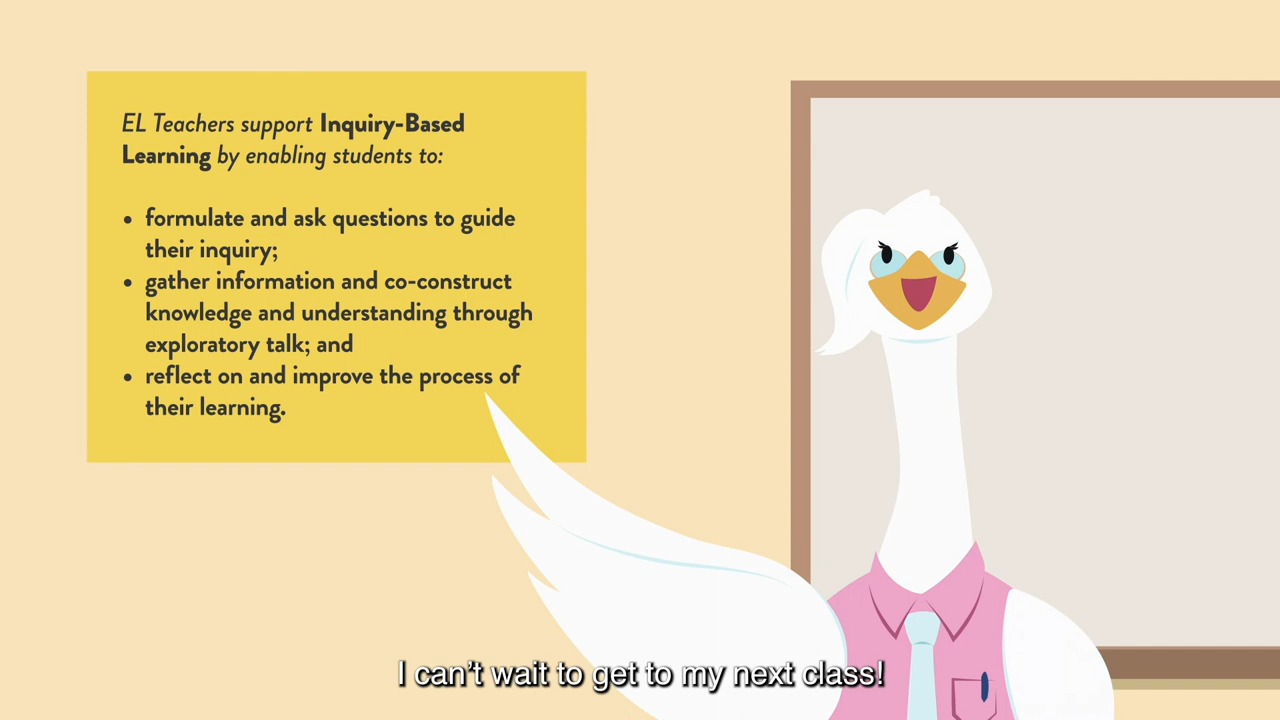 EL Teachers support Inquiry-Based
Learning by enabling students to:
• formulate and ask questions to guide
their inquiry;
• gather information and co-construct
knowledge and understanding through
exploratory talk; and
• reflect on and improve the process of
their learning.
I can't wait to get to my next class!